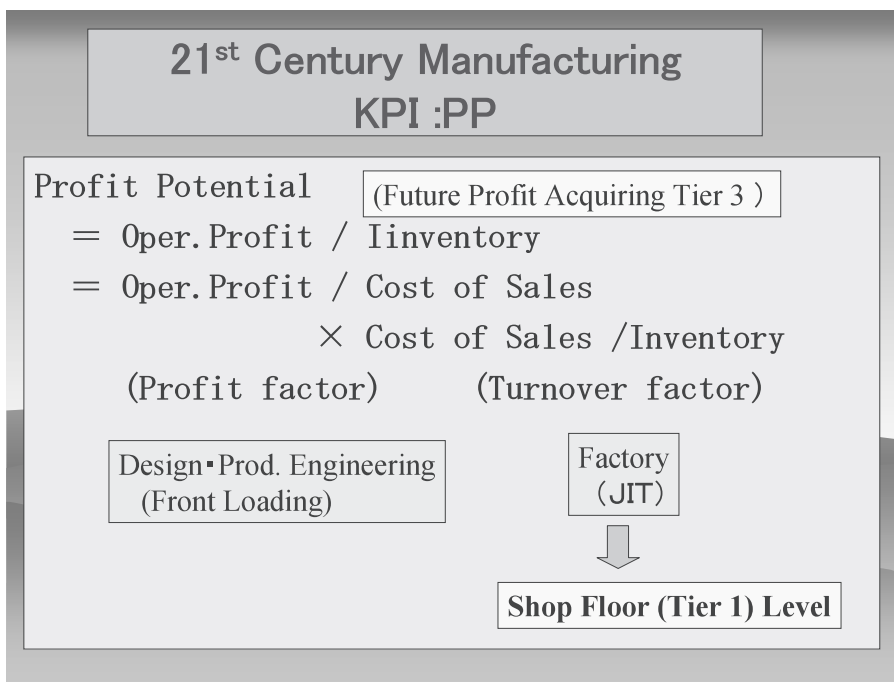 21st Century Manufacturing
KPI :PP
Profit Potential
(Future Profit Acquiring Tier 3 )
= Oper.Profit / Iinventory
= Oper.Profit / Cost of Sales
× Cost of Sales /Inventory
(Profit factor)
(Turnover factor)
Design・Prod. Engineering
(Front Loading)
Factory
(JIT)
Shop Floor (Tier 1) Level